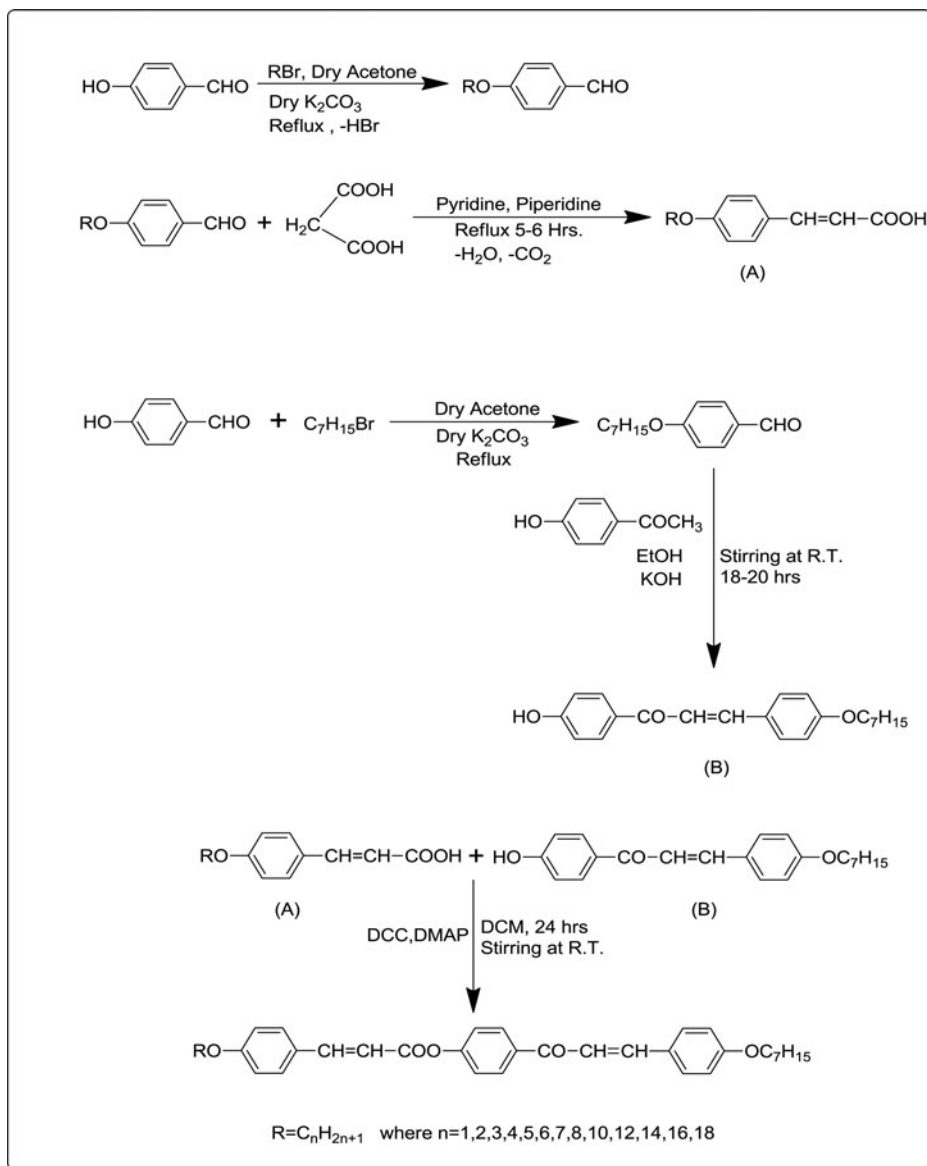 HO CHO RBr, Dry Acetone RO CHO
Dry K₂CO₃
Reflux , -HBr
RO CHO + H₂C COOH COOH Pyridine, Piperidine RO CH=CH-COOH
Reflux 5-6 Hrs.
-H₂O, -CO₂
(A)
HO CHO + C₇H₁₅Br Dry Acetone C₇H₁₅O CHO
Dry K₂CO₃
Reflux
HO COCH₃
EtOH Stirring at R.T.
KOH 18-20 hrs
HO CO-CH=CH OC₇H₁₅
(B)
RO CH=CH-COOH + HO CO-CH=CH OC₇H₁₅
(A) (B)
DCC,DMAP DCM, 24 hrs
Stirring at R.T.
RO CH=CH-COO CO-CH=CH OC₇H₁₅
R=CₙH₂ₙ₊₁ where n=1,2,3,4,5,6,7,8,10,12,14,16,18